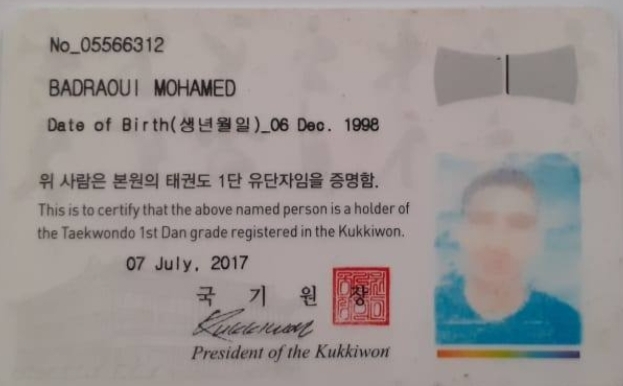 No_05566312
BADRAOUI MOHAMED
Date of Birth(생년월일)_06 Dec. 1998
위 사람은 본원의 태권도 1단 유단자임을 증명함.
This is to certify that the above named person is a holder of
the Taekwondo 1st Dan grade registered in the Kukkiwon.
07 July, 2017
국 기 원 장
Kukkiwon
President of the Kukkiwon